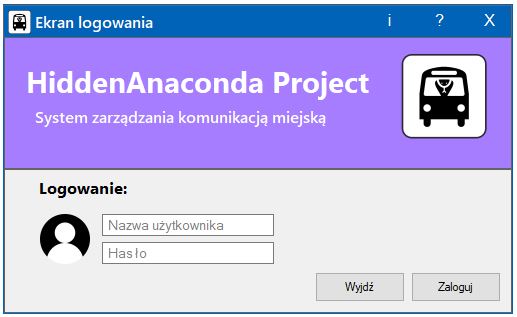 Ekran logowania i ? X
HiddenAnaconda Project
System zarządzania komunikacją miejską
Logowanie:
Nazwa użytkownika
Hasło
Wyjdź Zaloguj